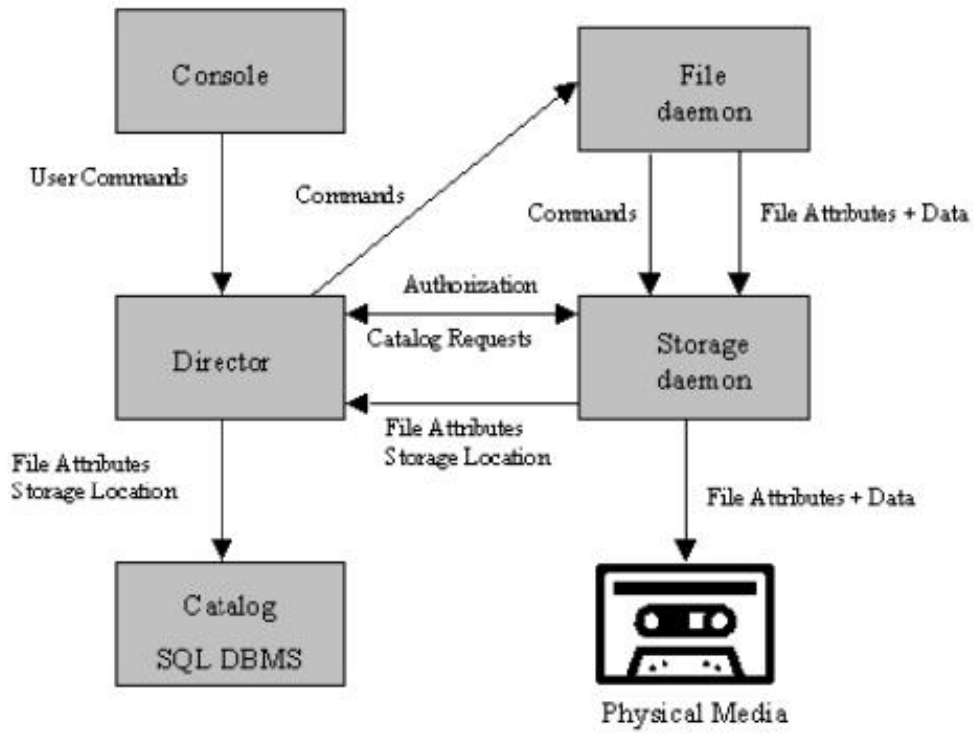 Console
File
daemon
User Commands
Commands
Commands
File Attributes + Data
Authorization
Catalog Requests
Director
Storage
daemon
File Attributes
Storage Location
File Attributes
Storage Location
File Attributes + Data
Catalog
SQL DBMS
Physical Media